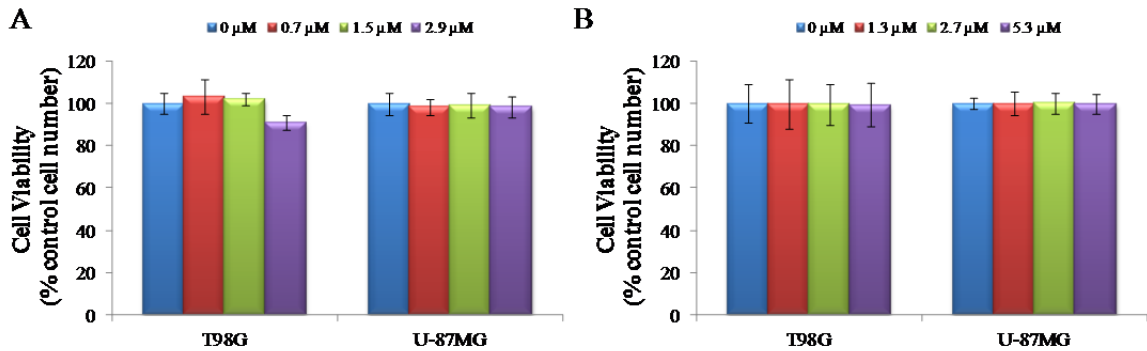 A
0 µM 0.7 µM 1.5 µM 2.9 µM
Cell Viability
(% control cell number)
120
100
80
60
40
20
0
T98G U-87MG
B
0 µM 1.3 µM 2.7 µM 5.3 µM
Cell Viability
(% control cell number)
120
100
80
60
40
20
0
T98G U-87MG